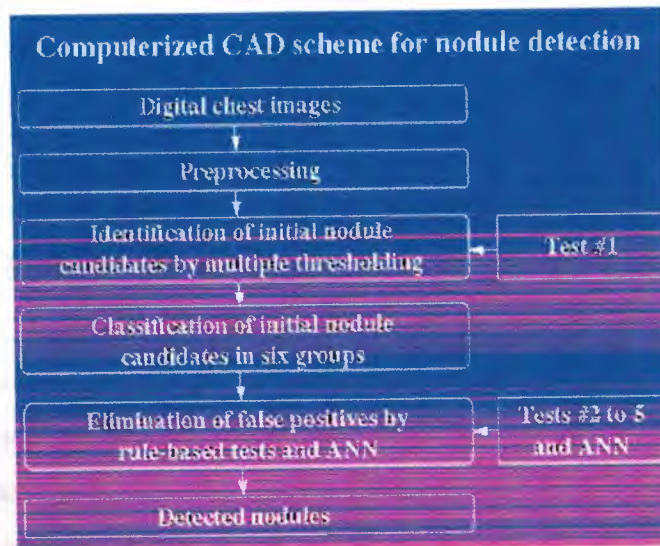 Computerized CAD scheme for nodule detection
Digital chest images
Preprocessing
Identification of initial nodule
candidates by multiple thresholding
Test #1
Classification of initial nodule
candidates in six groups
Elimination of false positives by
rule-based tests and ANN
Tests #2 to 5
and ANN
Detected nodules